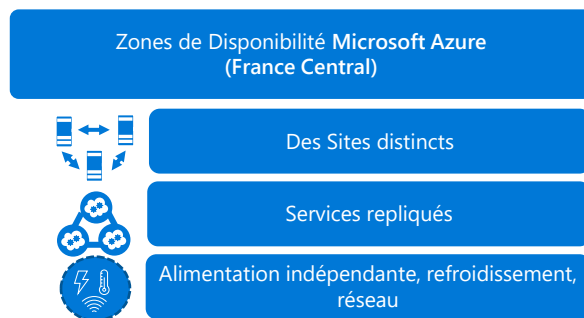 Zones de Disponibilité Microsoft Azure
(France Central)
Des Sites distincts
Services repliqués
Alimentation indépendante, refroidissement,
réseau